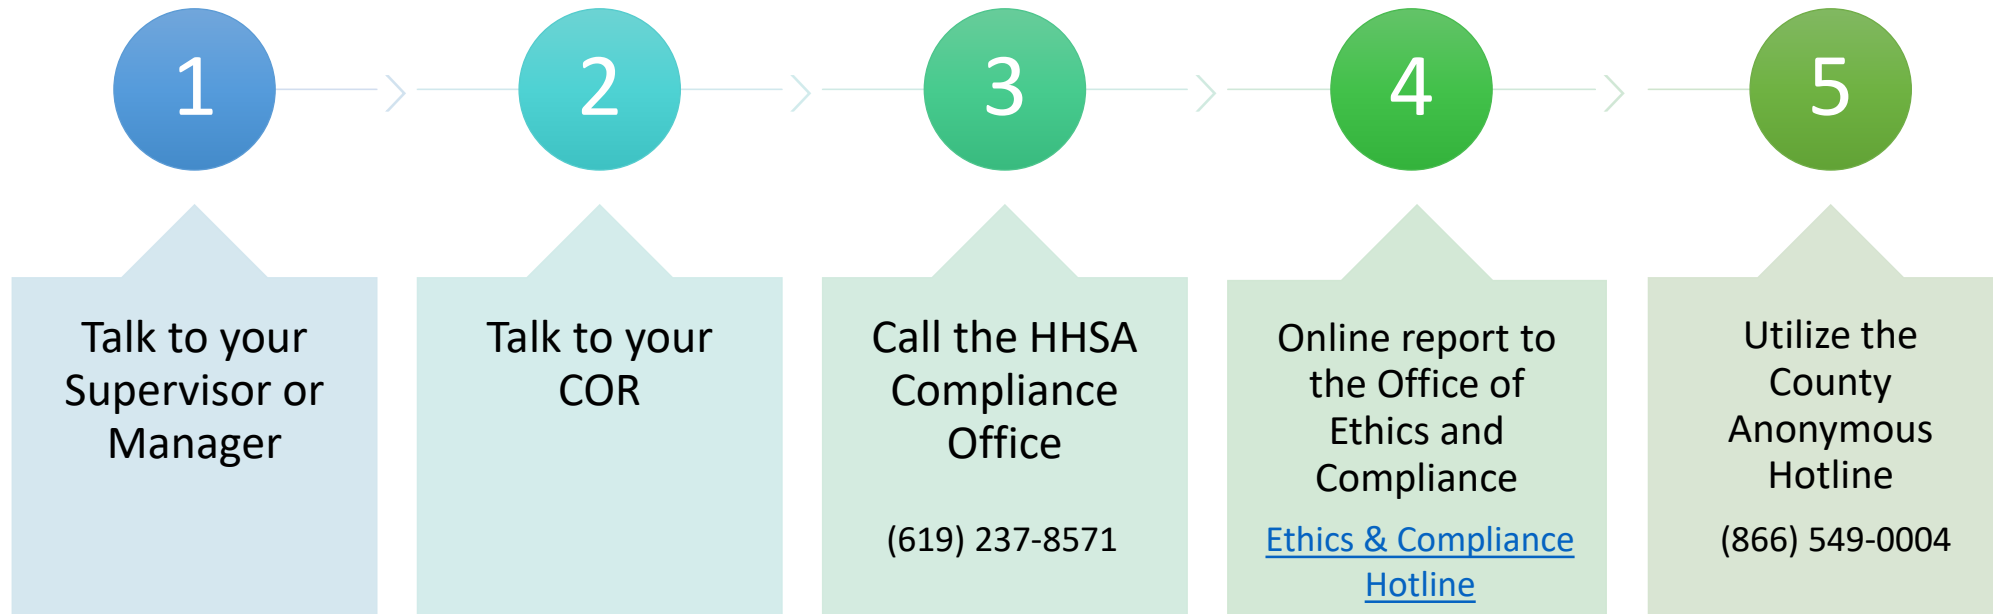 1
2
3
4
5
Talk to your
Supervisor or
Manager
Talk to your
COR
Call the HHSA
Compliance
Office
(619) 237-8571
Online report to
the Office of
Ethics and
Compliance
Ethics & Compliance
Hotline
Utilize the
County
Anonymous
Hotline
(866) 549-0004